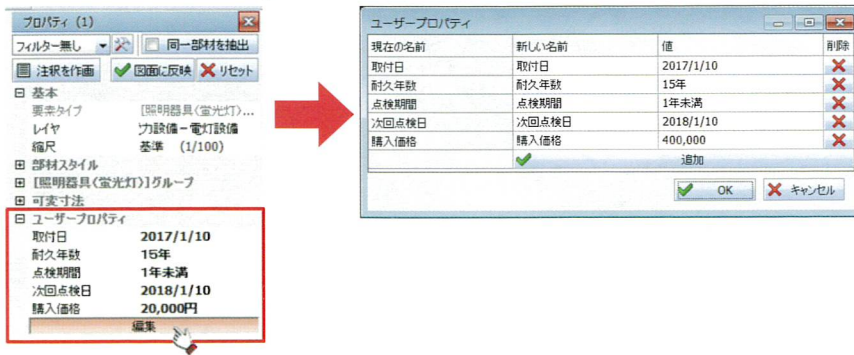 プロパティ (1)
フィルター無し
同一部材を抽出
注釈を作画
図面に反映
リセット
基本
要素タイプ [照明器具(蛍光灯)...
レイヤ 力設備-電灯設備
縮尺 基準 (1/100)
部材スタイル
[照明器具(蛍光灯)]グループ
可変寸法
ユーザープロパティ
取付日 2017/1/10
耐久年数 15年
点検期間 1年未満
次回点検日 2018/1/10
購入価格 20,000円
編集
ユーザープロパティ
現在の名前 新しい名前 値 削除
取付日 取付日 2017/1/10
耐久年数 耐久年数 15年
点検期間 点検期間 1年未満
次回点検日 次回点検日 2018/1/10
購入価格 購入価格 400,000
追加
OK
キャンセル